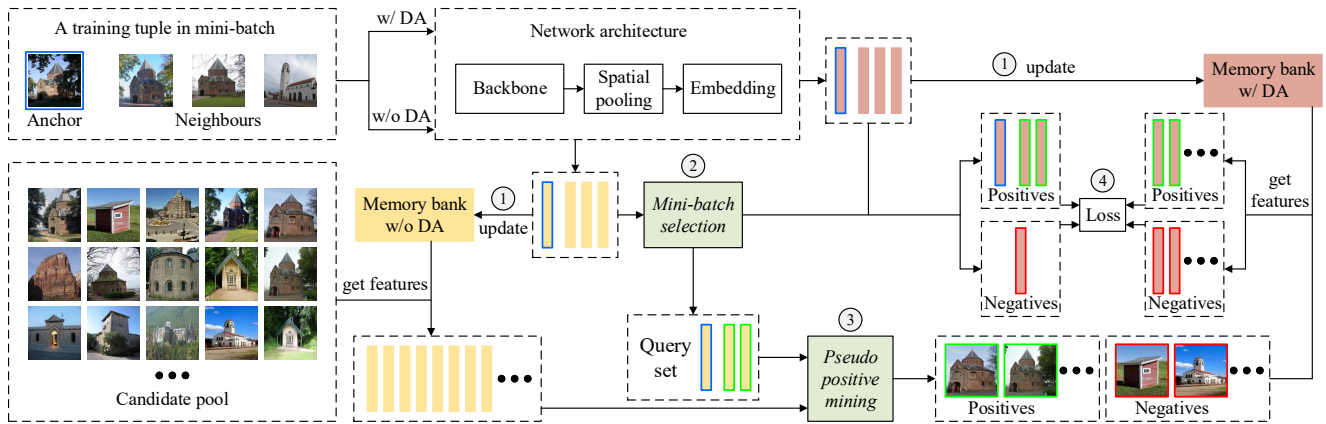 A training tuple in mini-batch
Anchor
Neighbours
w/ DA
w/o DA
Network architecture
Backbone
Spatial
pooling
Embedding
1
update
Memory bank
w/ DA
Candidate pool
Memory bank
w/o DA
1
update
2
Mini-batch
selection
get features
Positives
Negatives
4
Loss
Positives
Negatives
get
features
Query
set
3
Pseudo
positive
mining
Positives
Negatives